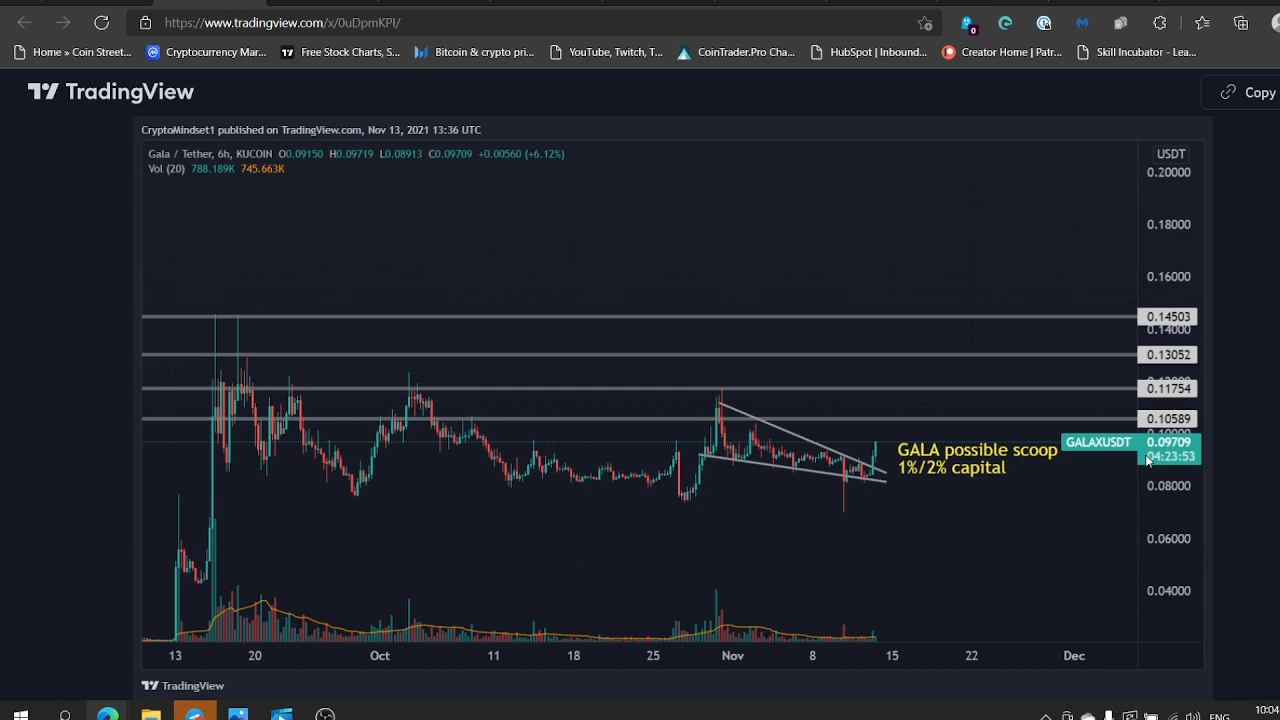 https://www.tradingview.com/x/0uDpmKPI/
0
Home » Coin Street...
Cryptocurrency Mar...
Free Stock Charts, S...
Bitcoin & crypto pri...
YouTube, Twitch, T...
CoinTrader.Pro Cha...
HubSpot | Inbound...
Creator Home | Patr...
Skill Incubator - Lea...
TradingView
Copy
CryptoMindset1 published on TradingView.com, Nov 13, 2021 13:36 UTC
Gala / Tether, 6h, KUCOIN O0.09150 H0.09719 L0.08913 C0.09709 +0.00560 (+6.12%)
Vol (20) 788.189K 745.663K
USDT
0.20000
0.18000
0.16000
0.14503
0.14000
0.13052
0.11754
0.10589
GALAXUSDT 0.09709
04:23:53
GALA possible scoop
1%/2% capital
0.08000
0.06000
0.04000
13 20 Oct 11 18 25 Nov 8 15 22 Dec
TradingView
ENG
10:04